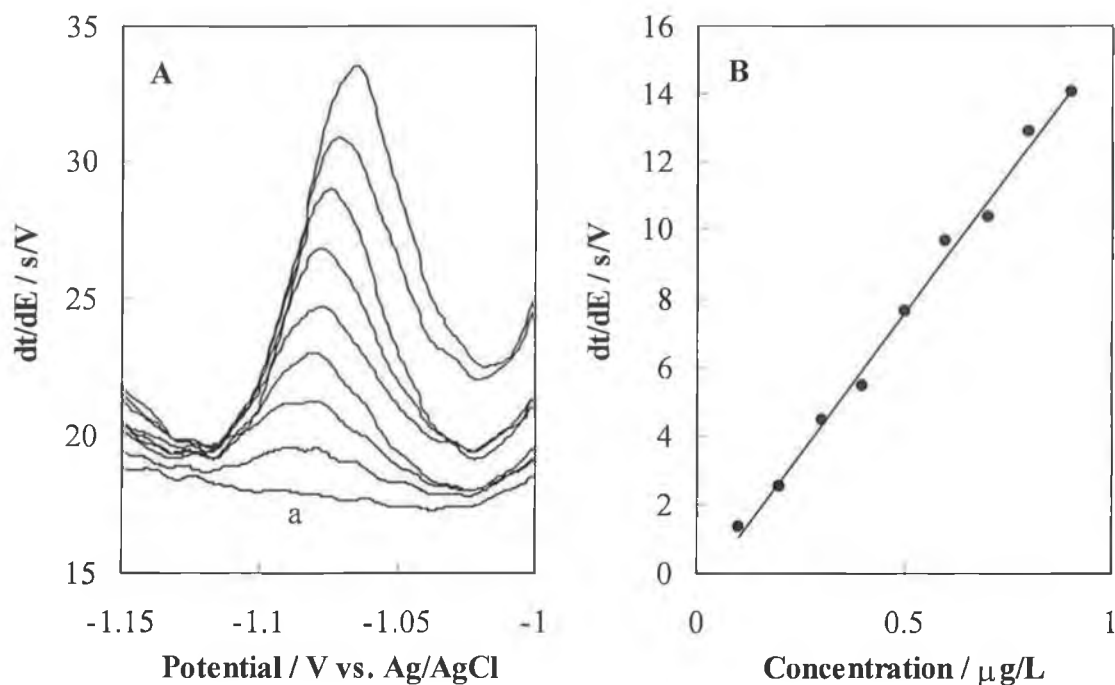 A
35
30
25
20
15
dt/dE / s/V
a
-1.15 -1.1 -1.05 -1
Potential / V vs. Ag/AgCl
B
16
14
12
10
8
6
4
2
0
dt/dE / s/V
0 0.5 1
Concentration / μg/L